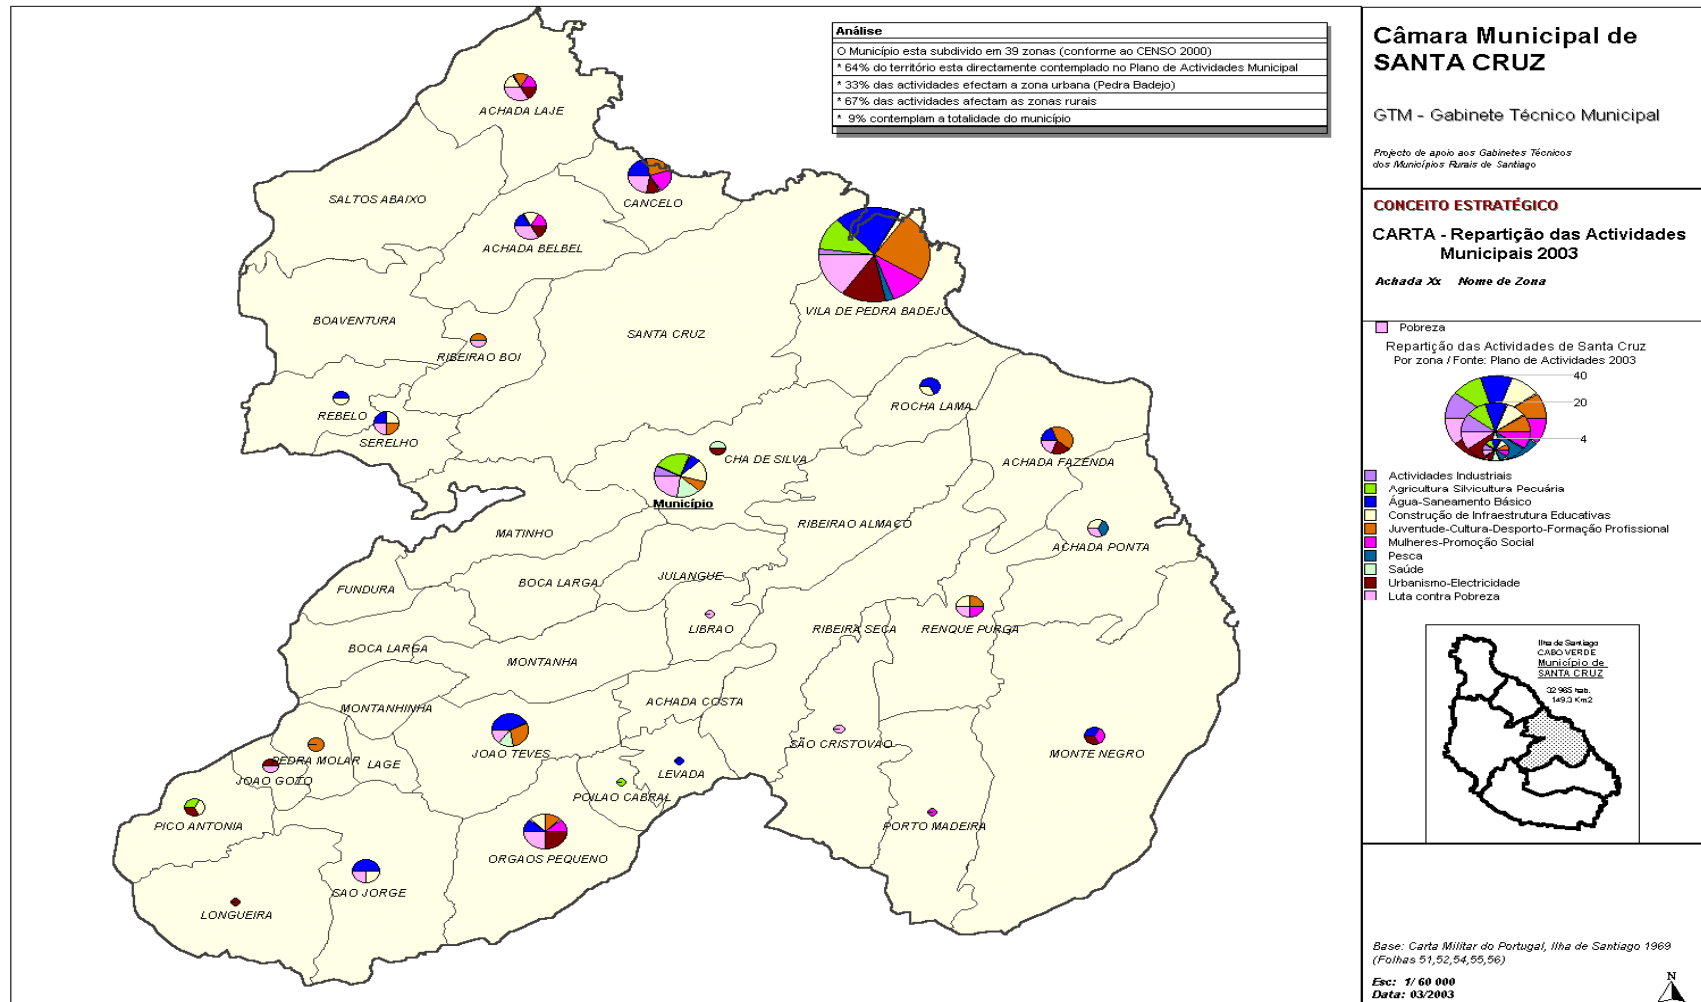 Análise
O Município esta subdivido em 39 zonas (conforme ao CENSO 2000)
* 64% do território esta directamente contemplado no Plano de Actividades Municipal
* 33% das actividades efectam a zona urbana (Pedra Badejo)
* 67% das actividades afectam as zonas rurais
* 9% contemplam a totalidade do município
ACHADA LAJE
SALTOS ABAIXO
CANCELO
ACHADA BELBEL
VILA DE PEDRA BADEJO
BOAVENTURA
SANTA CRUZ
RIBEIRAO BOI
REBELO
ROCHA LAMA
SERELHO
CHA DE SILVA
ACHADA FAZENDA
Município
RIBEIRAO ALMAÇO
MATINHO
ACHADA PONTA
BOCA LARGA
JULANGUE
FUNDURA
LIBRAO
RIBEIRA SECA
RENQUE PURGA
BOCA LARGA
MONTANHA
ACHADA COSTA
MONTANHINHA
SÃO CRISTOVAO
MONTE NEGRO
PEDRA MOLAR
LAGE
JOAO TEVES
JOAO GOTO
LEVADA
POILAO CABRAL
PICO ANTONIA
PORTO MADEIRA
ORGAOS PEQUENO
SAO JORGE
LONGUEIRA
Câmara Municipal de
SANTA CRUZ
GTM - Gabinete Técnico Municipal
Projecto de apoio aos Gabinetes Técnicos
dos Municípios Rurais de Santiago
CONCEITO ESTRATÉGICO
CARTA - Repartição das Actividades
Municipais 2003
Achada Xx Nome de Zona
Pobreza
Repartição das Actividades de Santa Cruz
Por zona / Fonte: Plano de Actividades 2003
40
20
4
Actividades Industriais
Agricultura Silvicultura Pecuária
Água-Saneamento Básico
Construção de Infraestrutura Educativas
Juventude-Cultura-Desporto-Formação Profissional
Mulheres-Promoção Social
Pesca
Saúde
Urbanismo-Electricidade
Luta contra Pobreza
Ilha de Santiago
CABO VERDE
Município de
SANTA CRUZ
32 965 hab.
149,3 Km2
Base: Carta Militar do Portugal, Ilha de Santiago 1969
(Folhas 51,52,54,55,56)
Esc: 1/ 60 000
Data: 03/2003
N